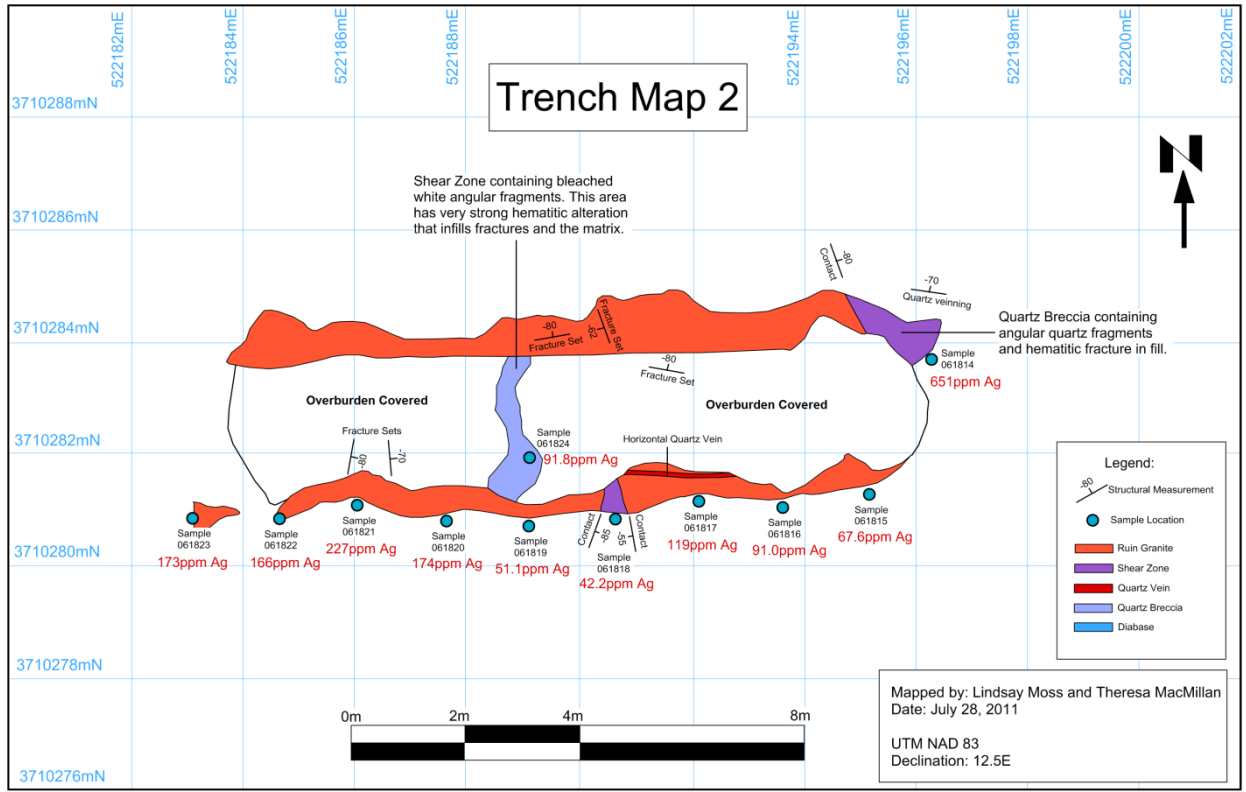 522182mE
522184mE
522186mE
522188mE
522194mE
522196mE
522198mE
522200mE
522202mE
3710288mN
Trench Map 2
N
Shear Zone containing bleached
white angular fragments. This area
has very strong hematitic alteration
that infills fractures and the matrix.
3710286mN
-80
Contact
-70
Quartz veinning
3710284mN
-80
Fracture Set
-62
Fracture Set
Quartz Breccia containing
angular quartz fragments
and hematitic fracture in fill.
-80
Fracture Set
Sample
061814
651ppm Ag
Overburden Covered
Overburden Covered
3710282mN
Fracture Sets
-80
-70
Sample
061824
91.8ppm Ag
Horizontal Quartz Vein
Legend:
-80
Structural Measurement
Sample Location
Ruin Granite
Shear Zone
Quartz Vein
Quartz Breccia
Diabase
3710280mN
Sample
061823
173ppm Ag
Sample
061822
166ppm Ag
Sample
061821
227ppm Ag
Sample
061820
174ppm Ag
Sample
061819
51.1ppm Ag
Contact
-85
-55
Contact
Sample
061818
42.2ppm Ag
Sample
061817
119ppm Ag
Sample
061816
91.0ppm Ag
Sample
061815
67.6ppm Ag
3710278mN
0m
2m
4m
8m
Mapped by: Lindsay Moss and Theresa MacMillan
Date: July 28, 2011
UTM NAD 83
Declination: 12.5E
3710276mN